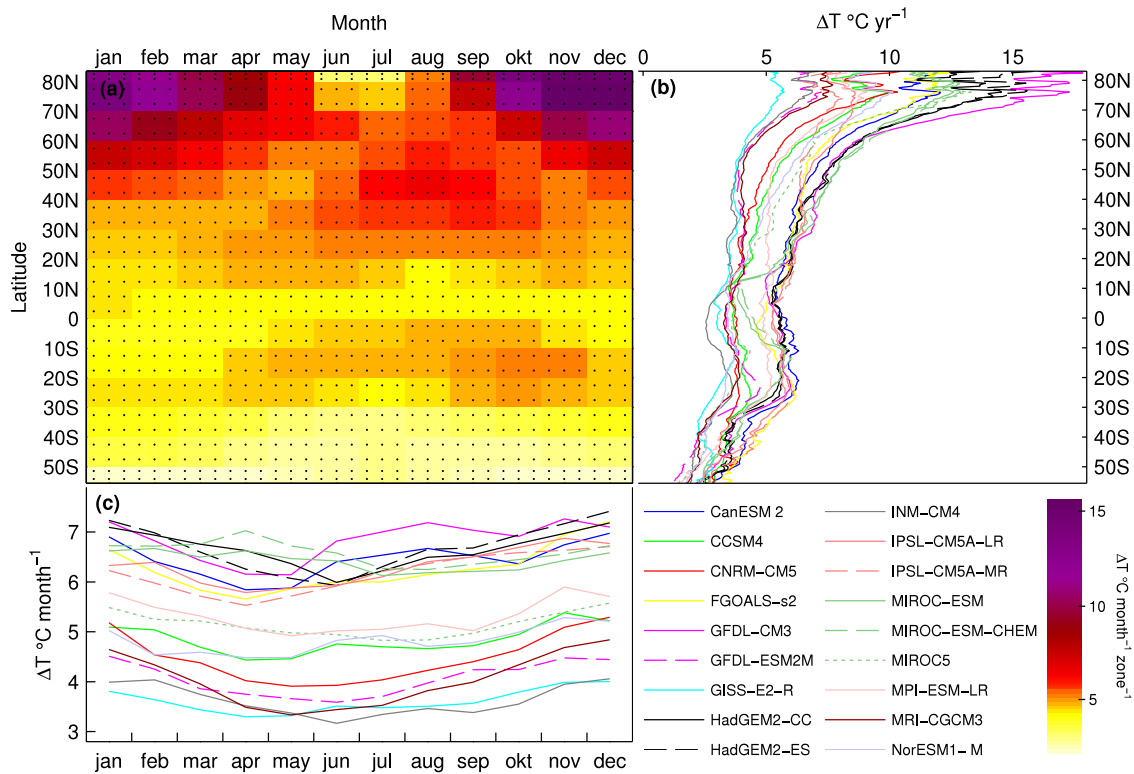 Month
jan feb mar apr may jun jul aug sep okt nov dec
(a)
Latitude
80N
70N
60N
50N
40N
30N
20N
10N
0
10S
20S
30S
40S
50S
ΔT °C yr⁻¹
0 5 10 15
(b)
80N
70N
60N
50N
40N
30N
20N
10N
0
10S
20S
30S
40S
50S
(c)
ΔT °C month⁻¹
7
6
5
4
3
jan feb mar apr may jun jul aug sep okt nov dec
CanESM 2
CCSM4
CNRM−CM5
FGOALS−s2
GFDL−CM3
GFDL−ESM2M
GISS−E2−R
HadGEM2−CC
HadGEM2−ES
INM−CM4
IPSL−CM5A−LR
IPSL−CM5A−MR
MIROC−ESM
MIROC−ESM−CHEM
MIROC5
MPI−ESM−LR
MRI−CGCM3
NorESM1− M
10
5
ΔT °C month⁻¹ zone⁻¹